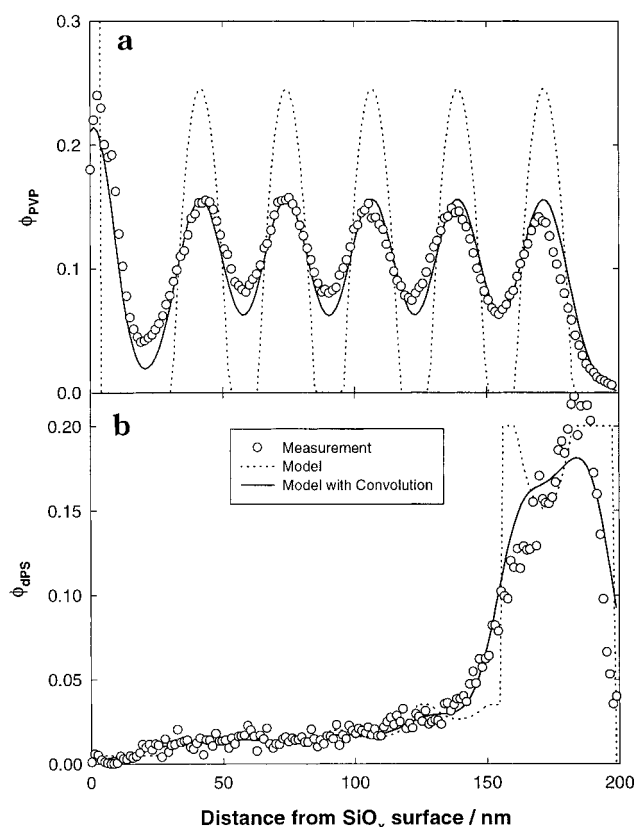 a
0.3
0.2
0.1
0.0
ϕPVP
b
0.20
0.15
0.10
0.05
0.00
ϕdPS
Measurement
Model
Model with Convolution
0 50 100 150 200
Distance from SiOx surface / nm